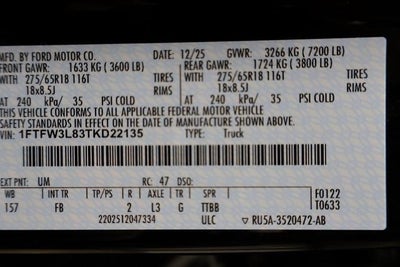 MFD. BY FORD MOTOR CO. DATE: 12/25 GVWR: 3266 KG ( 7200 LB)
FRONT GAWR: 1633 KG ( 3600 LB) REAR GAWR: 1724 KG ( 3800 LB)
275/65R18 116T TIRES 275/65R18 116T TIRES
18x8.5J RIMS 18x8.5J RIMS
AT 240 kPa/ 35 PSI COLD AT 240 kPa/ 35 PSI COLD
THIS VEHICLE CONFORMS TO ALL APPLICABLE FEDERAL MOTOR VEHICLE
SAFETY STANDARDS IN EFFECT ON THE DATE OF MANUFACTURE SHOWN ABOVE.
VIN: 1FTFW3L83TKD22135 TYPE: Truck
EXT PNT: UM RC: 47 DSO:
WB INT TR TP/PS R AXLE TR SPR F0122
157 FB 2 L3 G TTBB T0633
2202512047334 ULC ▽ RU5A-3520472-AB